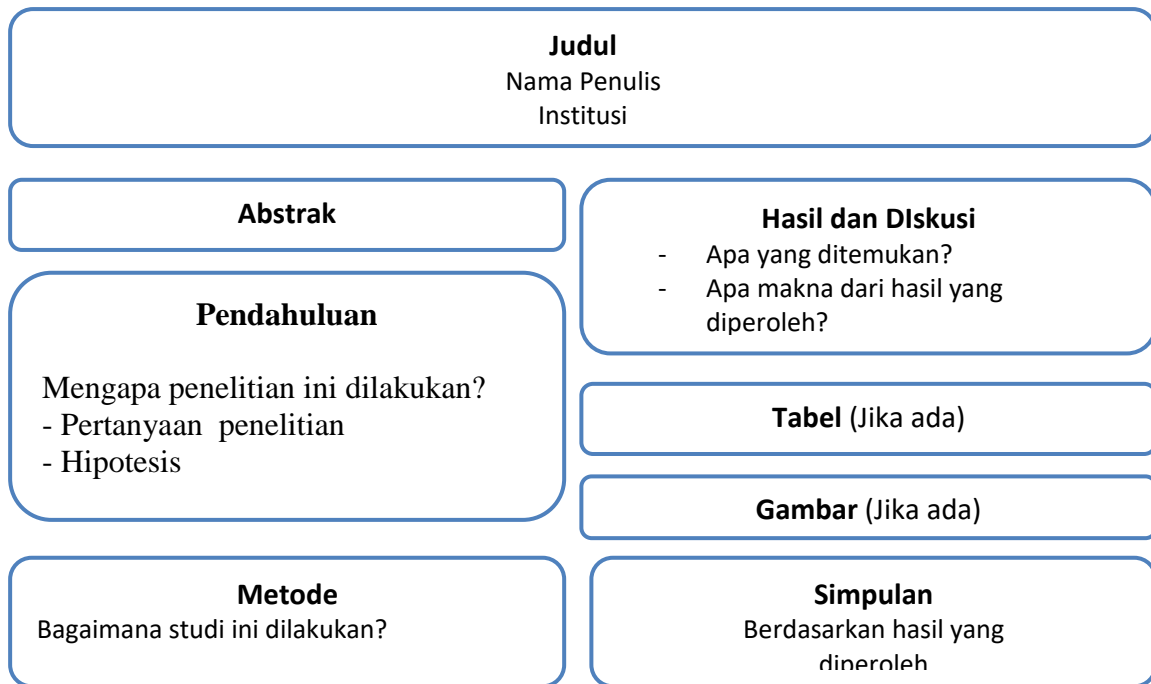 Judul
Nama Penulis
Institusi
Abstrak
Pendahuluan
Mengapa penelitian ini dilakukan?
- Pertanyaan penelitian
- Hipotesis
Metode
Bagaimana studi ini dilakukan?
Hasil dan DIskusi
- Apa yang ditemukan?
- Apa makna dari hasil yang
diperoleh?
Tabel (Jika ada)
Gambar (Jika ada)
Simpulan
Berdasarkan hasil yang
diperoleh